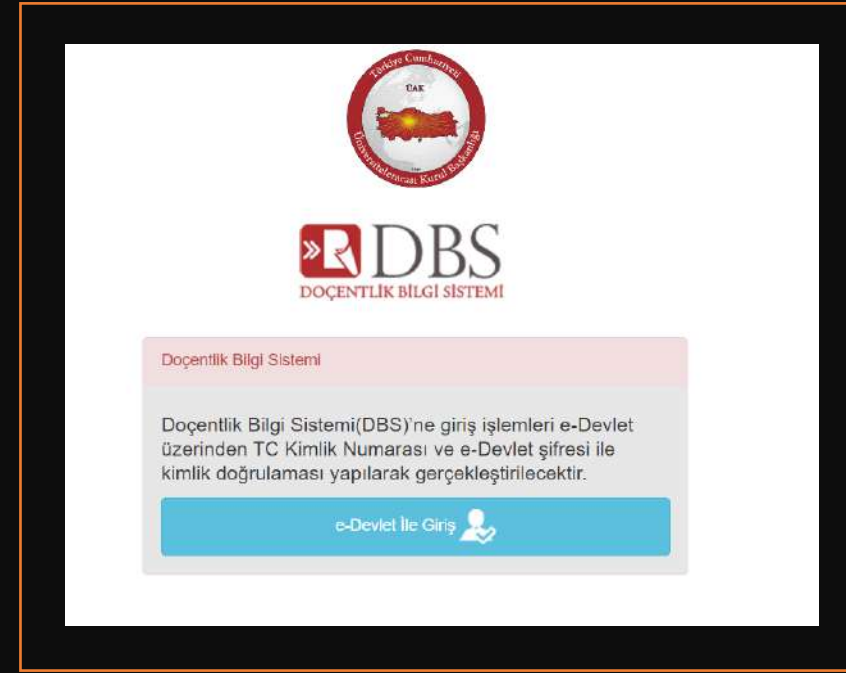 Türkiye Cumhuriyeti
ÜAK
Üniversitelerarası Kurul Başkanlığı
DBS
DOÇENTLİK BİLGİ SİSTEMİ
Doçentlik Bilgi Sistemi
Doçentlik Bilgi Sistemi(DBS)'ne giriş işlemleri e-Devlet
üzerinden TC Kimlik Numarası ve e-Devlet şifresi ile
kimlik doğrulaması yapılarak gerçekleştirilecektir.
e-Devlet İle Giriş